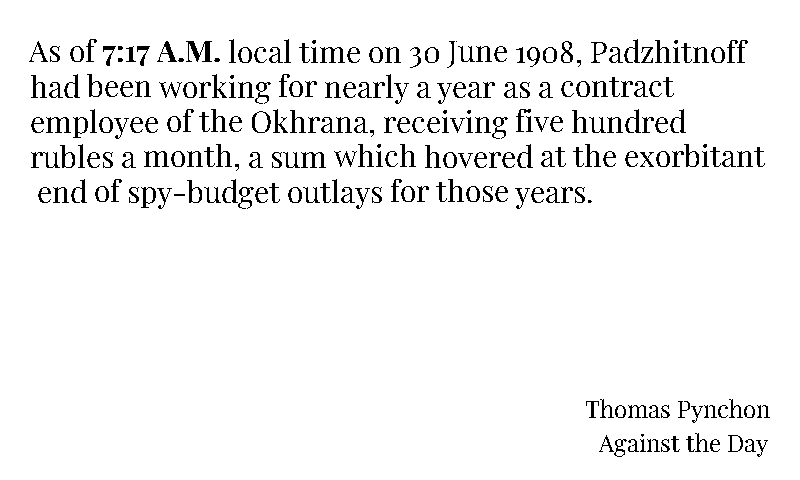 As of 7:17 A.M. local time on 30 June 1908, Padzhitnoff
had been working for nearly a year as a contract
employee of the Okhrana, receiving five hundred
rubles a month, a sum which hovered at the exorbitant
end of spy-budget outlays for those years.
Thomas Pynchon
Against the Day